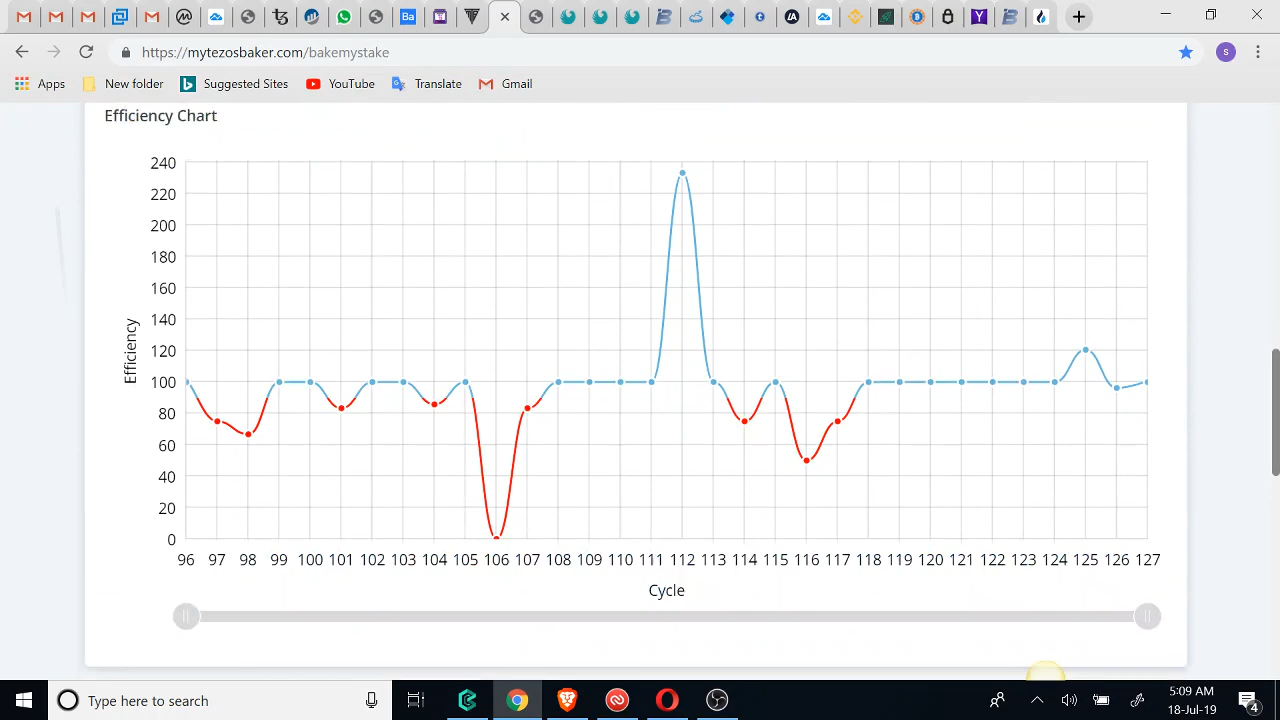 https://mytezosbaker.com/bakemystake
Apps New folder Suggested Sites YouTube Translate Gmail
Efficiency Chart
240
220
200
180
160
140
120
100
80
60
40
20
0
Efficiency
96 97 98 99 100 101 102 103 104 105 106 107 108 109 110 111 112 113 114 115 116 117 118 119 120 121 122 123 124 125 126 127
Cycle
Type here to search
5:09 AM
18-Jul-19
4